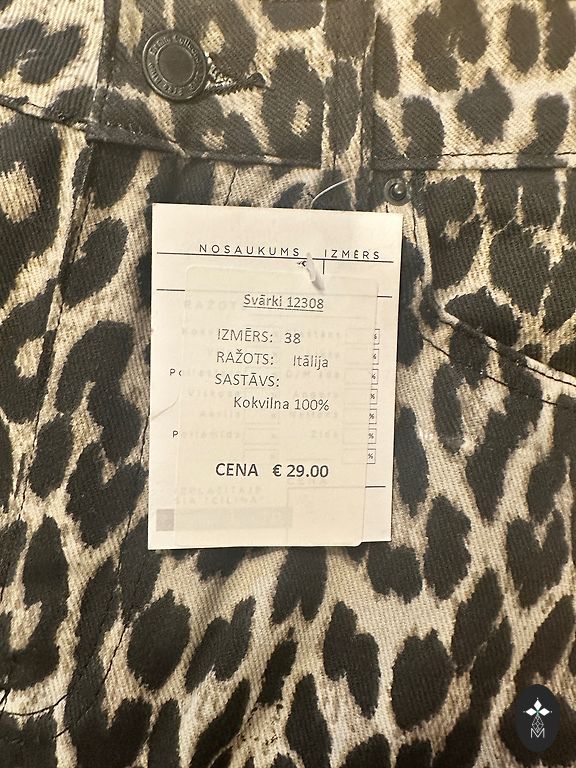 NOSAUKUMS IZMĒRS
Svārki 12308
IZMĒRS: 38
RAŽOTS: Itālija
SASTĀVS:
Kokvilna 100%
CENA € 29.00